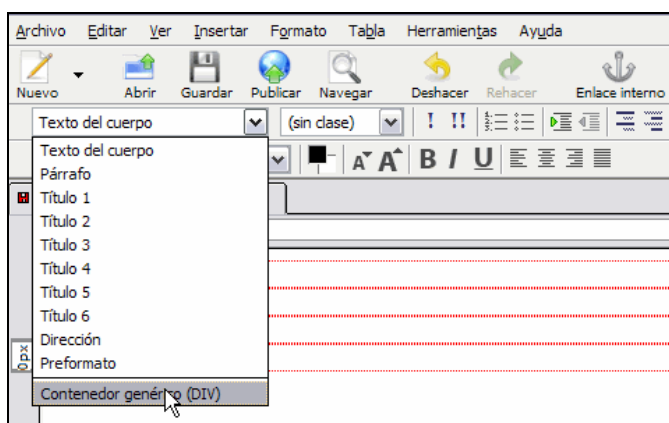 Archivo Editar Ver Insertar Formato Tabla Herramientas Ayuda
Nuevo Abrir Guardar Publicar Navegar Deshacer Rehacer Enlace interno
Texto del cuerpo (sin clase) ! !!
A A B I U
Texto del cuerpo
Párrafo
Título 1
Título 2
Título 3
Título 4
Título 5
Título 6
Dirección
Preformato
Contenedor genérico (DIV)
0px